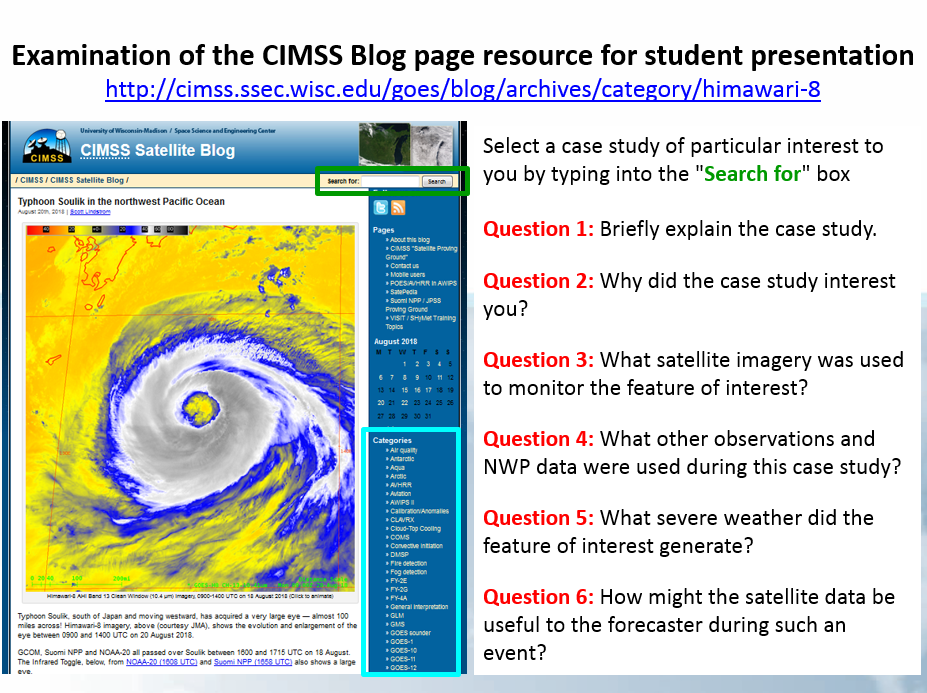 Examination of the CIMSS Blog page resource for student presentation
http://cimss.ssec.wisc.edu/goes/blog/archives/category/himawari-8
University of Wisconsin-Madison / Space Science and Engineering Center
CIMSS
CIMSS Satellite Blog
/ CIMSS / CIMSS Satellite Blog /
Search for:
Search
Typhoon Soulik in the northwest Pacific Ocean
August 20th, 2018 | Scott Lindstrom
Himawari-8 AHI Band 13 Clean Window (10.4 µm) Imagery, 0900-1400 UTC on 18 August 2018 (Click to animate)
Typhoon Soulik, south of Japan and moving westward, has acquired a very large eye — almost 100
miles across! Himawari-8 imagery, above (courtesy JMA), shows the evolution and enlargement of the
eye between 0900 and 1400 UTC on 20 August 2018.
GCOM, Suomi NPP and NOAA-20 all passed over Soulik between 1600 and 1715 UTC on 18 August.
The Infrared Toggle, below, from NOAA-20 (1608 UTC) and Suomi NPP (1658 UTC) also shows a large
eye.
Pages
» About this blog
» CIMSS "Satellite Proving
Ground"
» Contact us
» Mobile users
» POES/AVHRR in AWIPS
» SatePedia
» Suomi NPP / JPSS
Proving Ground
» VISIT / SHyMet Training
Topics
August 2018
M T W T F S S
1 2 3 4 5
6 7 8 9 10 11 12
13 14 15 16 17 18 19
20 21 22 23 24 25 26
27 28 29 30 31
Categories
» Air quality
» Antarctic
» Aqua
» Arctic
» AVHRR
» Aviation
» AWIPS II
» Calibration/Anomalies
» CLAVRX
» Cloud-Top Cooling
» COMS
» Convective initiation
» DMSP
» Fire detection
» Fog detection
» FY-2E
» FY-2G
» FY-4A
» General interpretation
» GLM
» GMS
» GOES sounder
» GOES-1
» GOES-10
» GOES-11
» GOES-12
Select a case study of particular interest to
you by typing into the "Search for" box
Question 1: Briefly explain the case study.
Question 2: Why did the case study interest
you?
Question 3: What satellite imagery was used
to monitor the feature of interest?
Question 4: What other observations and
NWP data were used during this case study?
Question 5: What severe weather did the
feature of interest generate?
Question 6: How might the satellite data be
useful to the forecaster during such an
event?